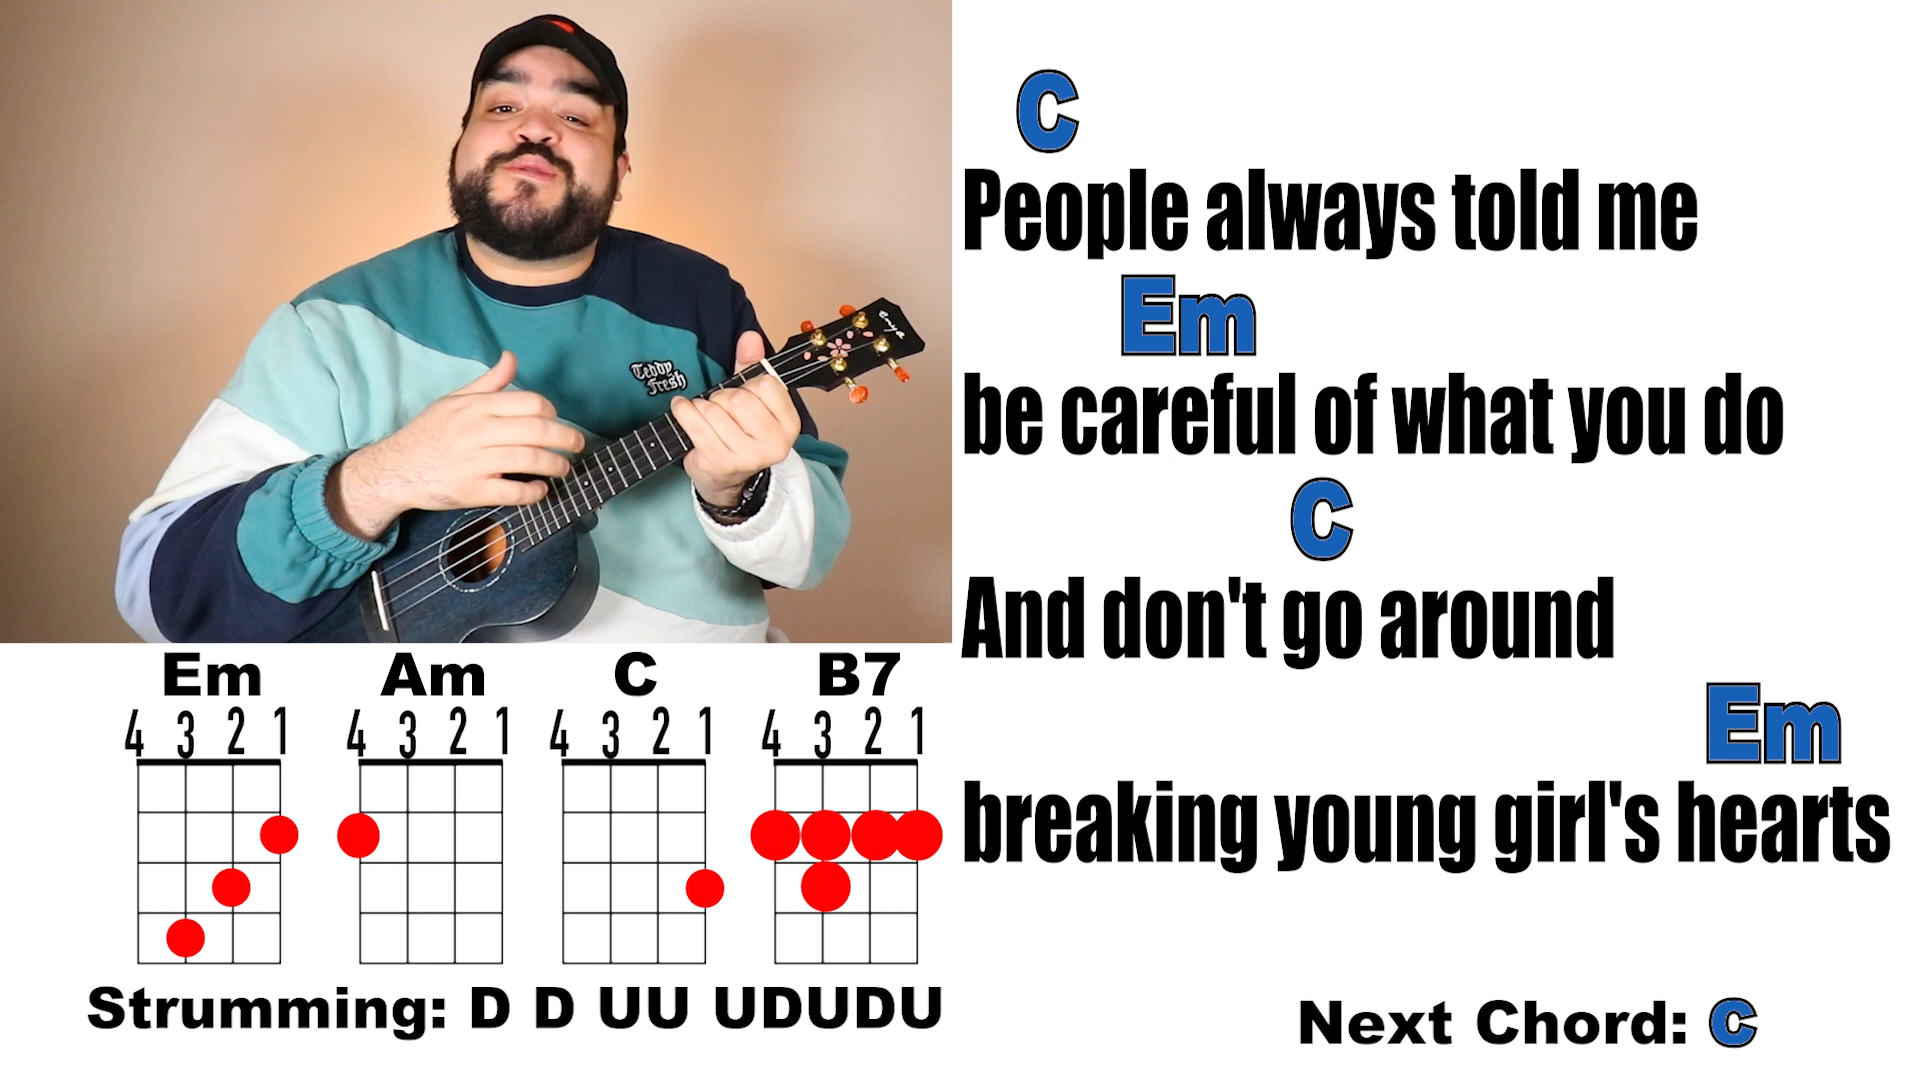 C
People always told me
Em
be careful of what you do
C
And don't go around
Em
breaking young girl's hearts
Next Chord: C
enya
Teddy
Fresh
Em Am C B7
4 3 2 1 4 3 2 1 4 3 2 1 4 3 2 1
Strumming: D D UU UDUDU